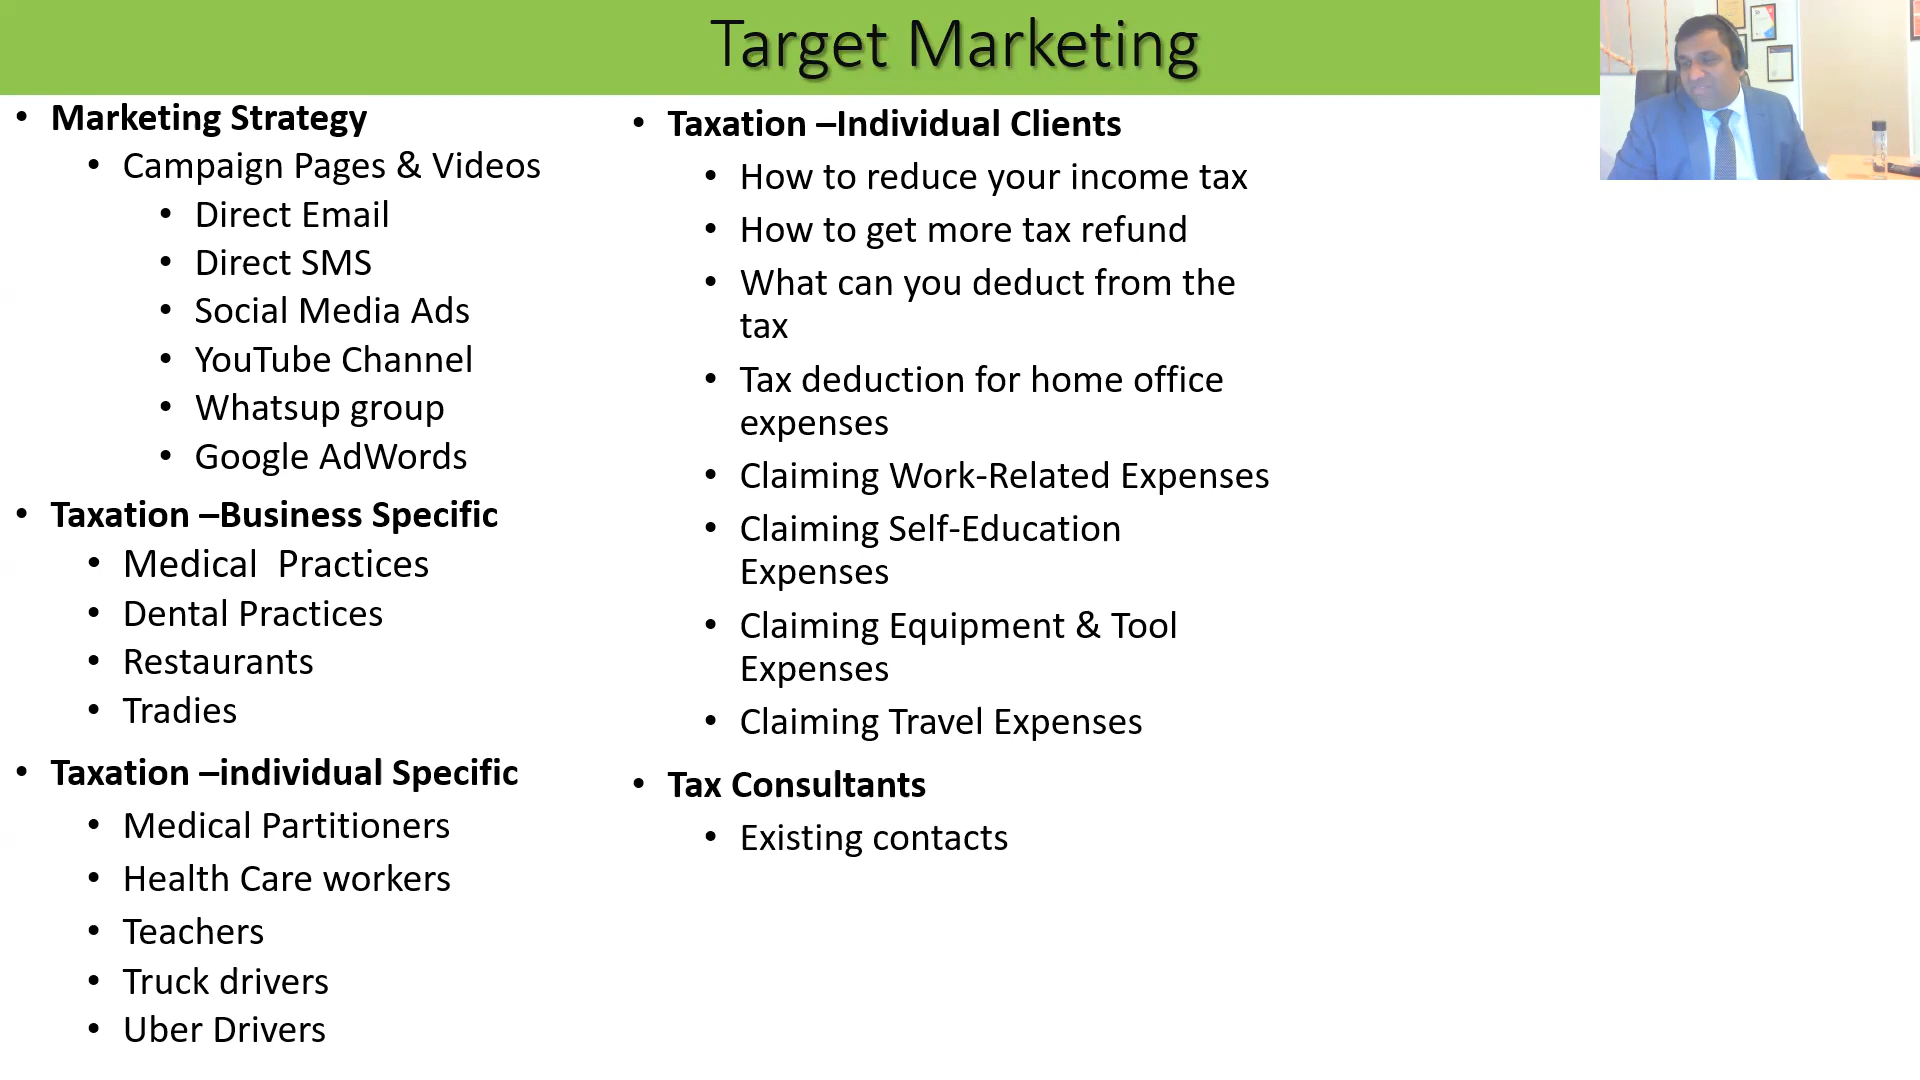 Target Marketing
• Marketing Strategy
• Campaign Pages & Videos
• Direct Email
• Direct SMS
• Social Media Ads
• YouTube Channel
• Whatsup group
• Google AdWords
• Taxation –Business Specific
• Medical  Practices
• Dental Practices
• Restaurants
• Tradies
• Taxation –individual Specific
• Medical Partitioners
• Health Care workers
• Teachers
• Truck drivers
• Uber Drivers
• Taxation –Individual Clients
• How to reduce your income tax
• How to get more tax refund
• What can you deduct from the
tax
• Tax deduction for home office
expenses
• Claiming Work-Related Expenses
• Claiming Self-Education
Expenses
• Claiming Equipment & Tool
Expenses
• Claiming Travel Expenses
• Tax Consultants
• Existing contacts